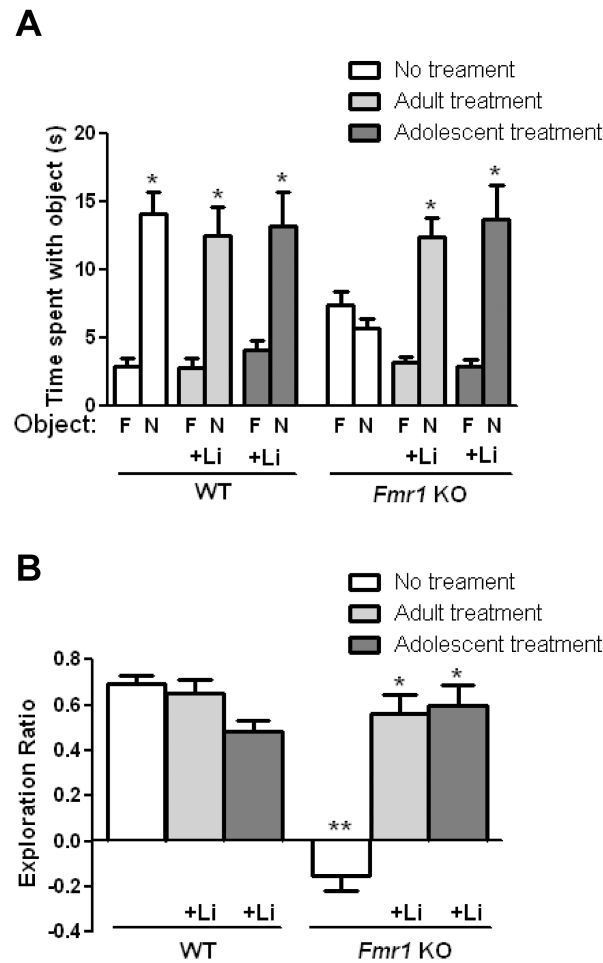 A
No treament
Adult treatment
Adolescent treatment
Time spent with object (s)
20
15
10
5
0
* * * * *
Object: F N F N F N F N F N F N
+Li +Li +Li +Li
WT Fmr1 KO
B
No treament
Adult treatment
Adolescent treatment
Exploration Ratio
0.8
0.6
0.4
0.2
0.0
-0.2
-0.4
** * *
+Li +Li +Li +Li
WT Fmr1 KO